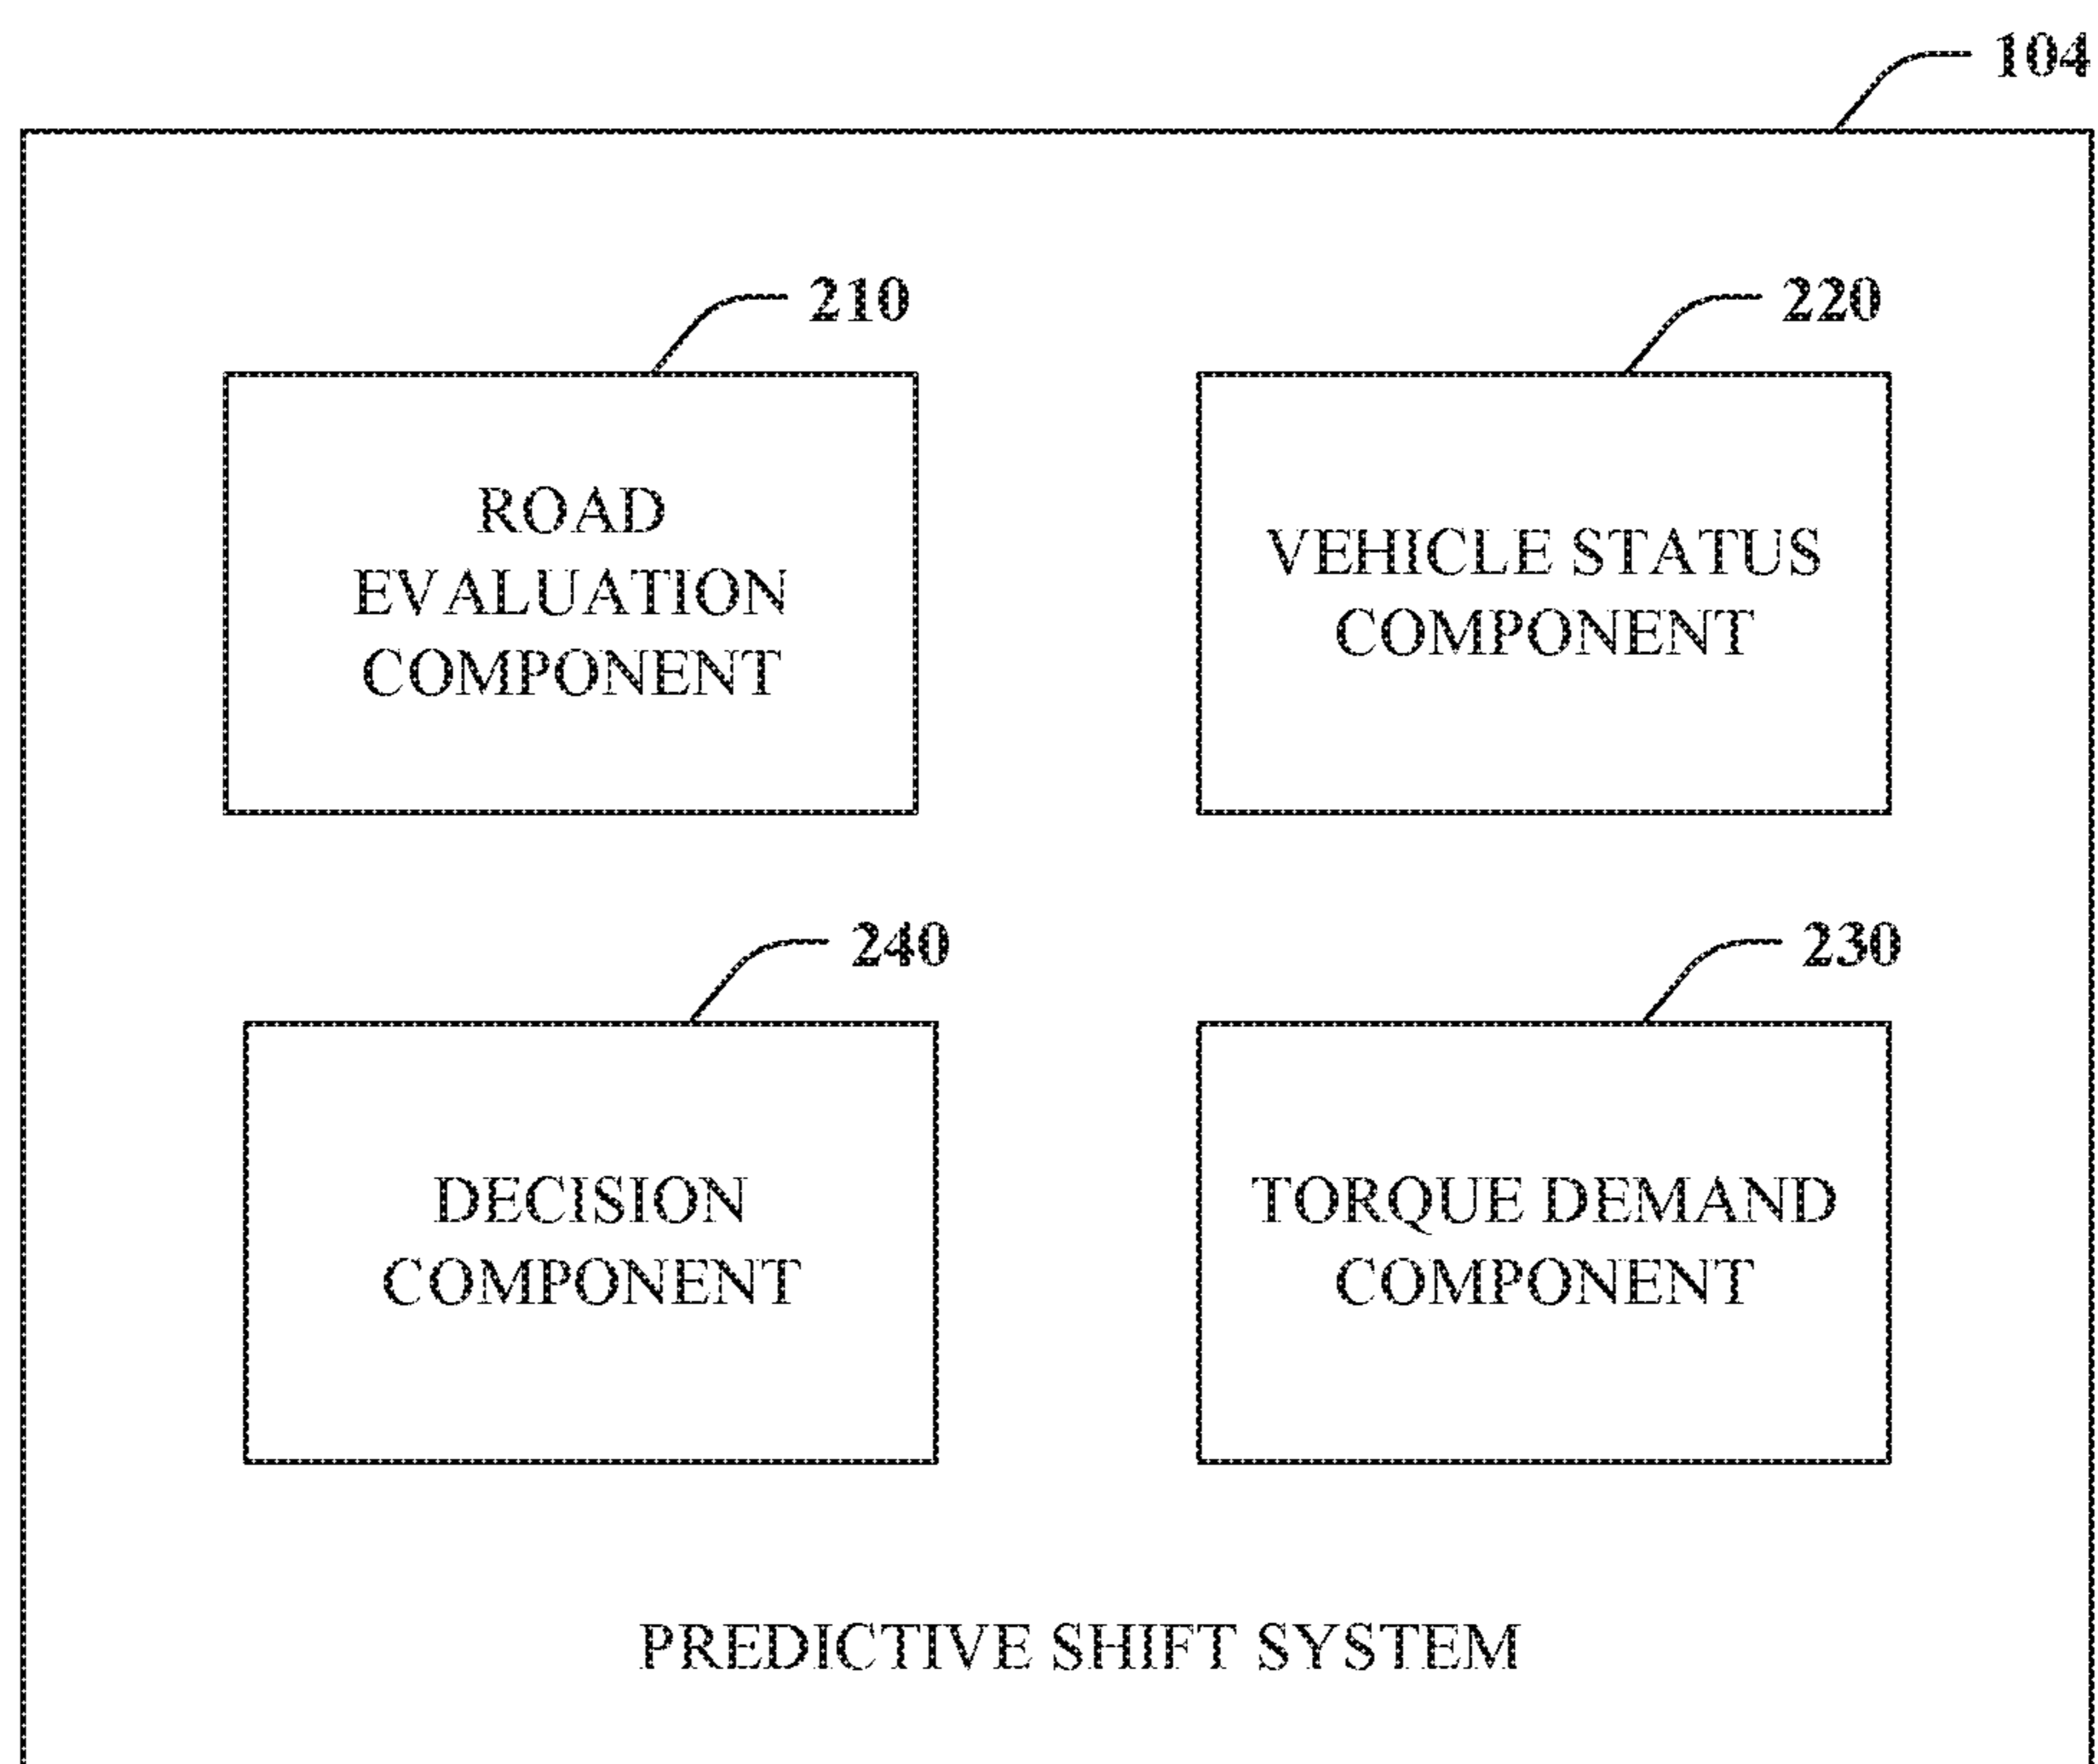 104
210
220
ROAD
EVALUATION
COMPONENT
VEHICLE STATUS
COMPONENT
240
230
DECISION
COMPONENT
TORQUE DEMAND
COMPONENT
PREDICTIVE SHIFT SYSTEM